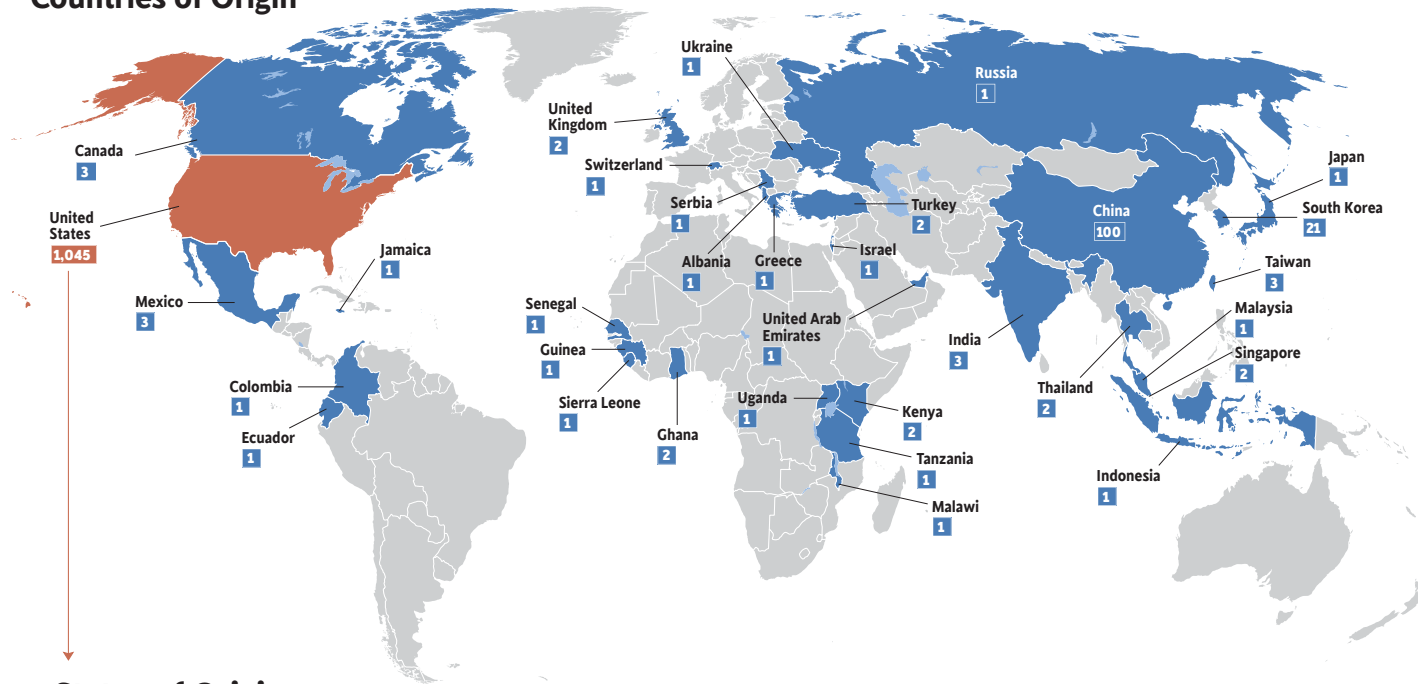 Countries of Origin
Ukraine
1
Russia
1
United
Kingdom
2
Canada
3
Switzerland
1
Japan
1
Serbia
1
Turkey
2
China
100
South Korea
21
United
States
1,045
Jamaica
1
Albania
1
Greece
1
Israel
1
Taiwan
3
Mexico
3
Senegal
1
United Arab
Emirates
1
Malaysia
1
Guinea
1
India
3
Singapore
2
Colombia
1
Sierra Leone
1
Uganda
1
Kenya
2
Thailand
2
Ecuador
1
Ghana
2
Tanzania
1
Indonesia
1
Malawi
1